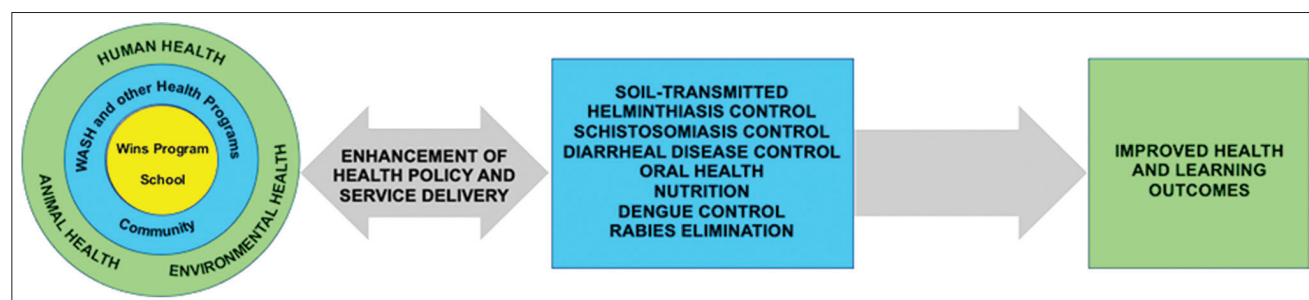 HUMAN HEALTH
ANIMAL HEALTH
ENVIRONMENTAL HEALTH
WASH and other Health Programs
Community
Wins Program
School
ENHANCEMENT OF
HEALTH POLICY AND
SERVICE DELIVERY
SOIL-TRANSMITTED
HELMINTHIASIS CONTROL
SCHISTOSOMIASIS CONTROL
DIARRHEAL DISEASE CONTROL
ORAL HEALTH
NUTRITION
DENGUE CONTROL
RABIES ELIMINATION
IMPROVED HEALTH
AND LEARNING
OUTCOMES